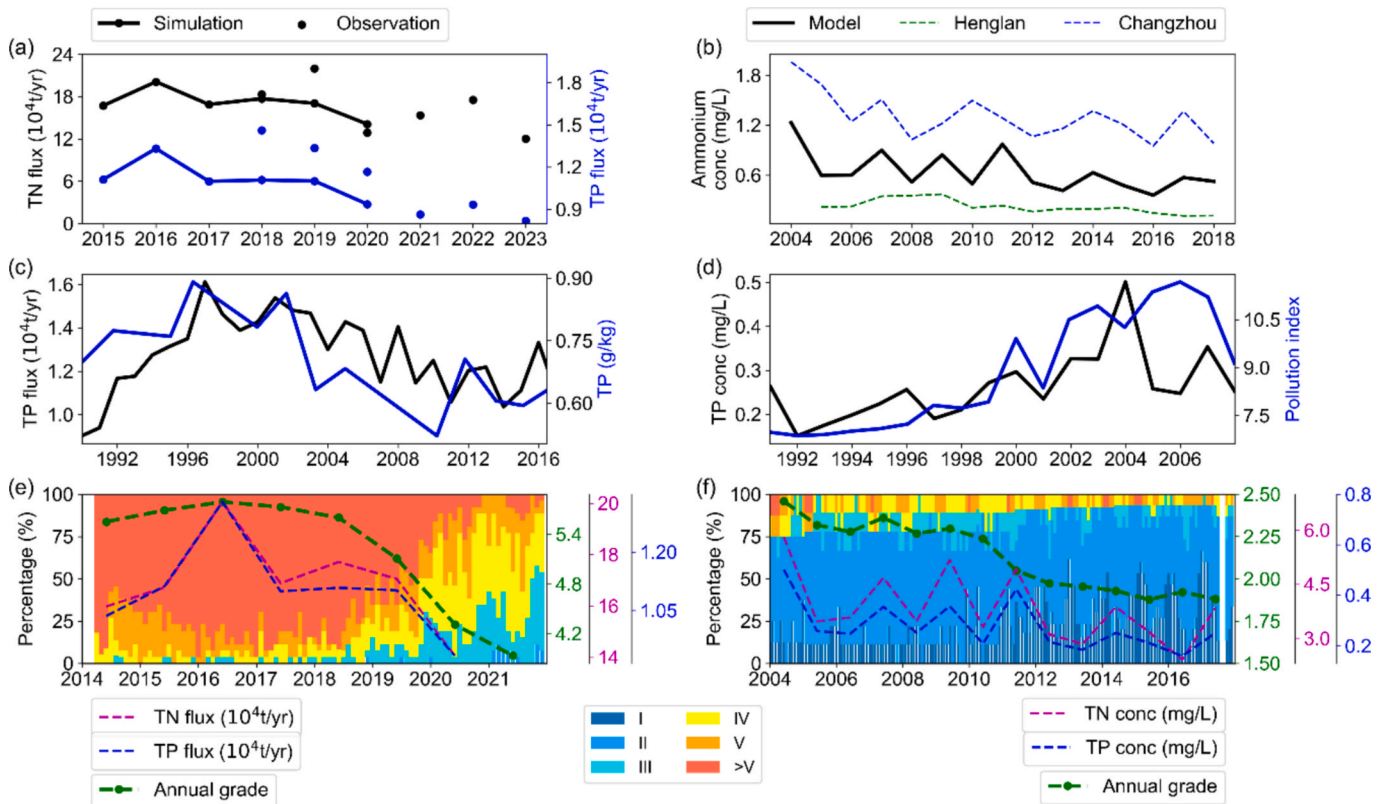 Simulation Observation
Model Henglan Changzhou
(a)
TN flux (10⁴t/yr)
24
18
12
6
0
1.8
1.5
1.2
0.9
TP flux (10⁴t/yr)
2015 2016 2017 2018 2019 2020 2021 2022 2023
(b)
Ammonium
conc (mg/L)
1.8
1.2
0.6
2004 2006 2008 2010 2012 2014 2016 2018
(c)
TP flux (10⁴t/yr)
1.6
1.4
1.2
1.0
0.90
0.75
0.60
TP (g/kg)
1992 1996 2000 2004 2008 2012 2016
(d)
TP conc (mg/L)
0.5
0.4
0.3
0.2
10.5
9.0
7.5
Pollution index
1992 1994 1996 1998 2000 2002 2004 2006
(e)
Percentage (%)
100
75
50
25
0
5.4
4.8
4.2
20
18
16
14
1.20
1.05
2014 2015 2016 2017 2018 2019 2020 2021
(f)
Percentage (%)
100
75
50
25
0
2.50
2.25
2.00
1.75
1.50
6.0
4.5
3.0
0.8
0.6
0.4
0.2
2004 2006 2008 2010 2012 2014 2016
TN flux (10⁴t/yr)
TP flux (10⁴t/yr)
Annual grade
I IV
II V
III >V
TN conc (mg/L)
TP conc (mg/L)
Annual grade